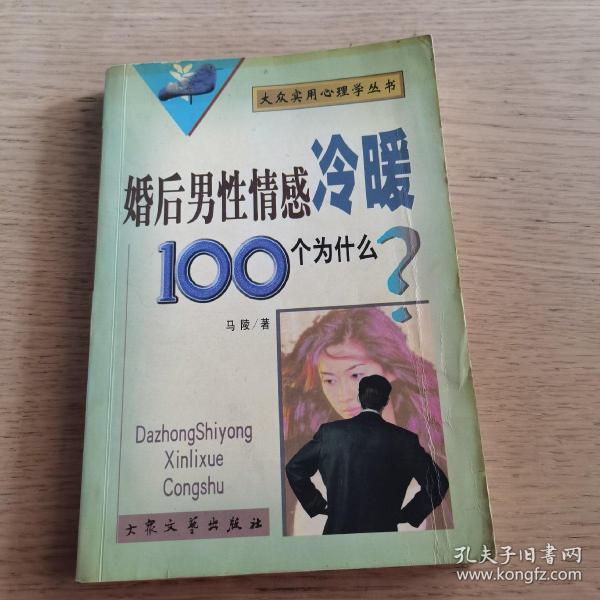 大众实用心理学丛书
婚后男性情感冷暖
100个为什么?
马陵/著
DazhongShiyong
Xinlixue
Congshu
大眾文藝出版社
孔夫子旧书网
www.kongfz.com